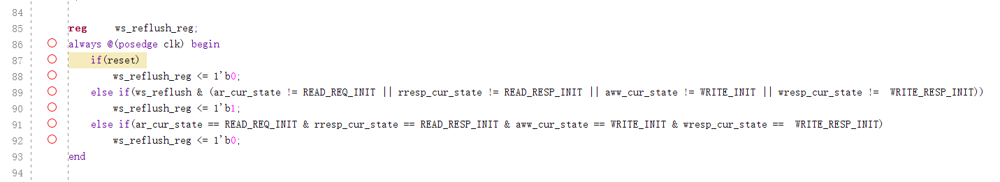 84
85 reg ws_reflush_reg;
86 always @(posedge clk) begin
87 if(reset)
88 ws_reflush_reg <= 1'b0;
89 else if(ws_reflush & (ar_cur_state != READ_REQ_INIT || rresp_cur_state != READ_RESP_INIT || aww_cur_state != WRITE_INIT || wresp_cur_state !=  WRITE_RESP_INIT))
90 ws_reflush_reg <= 1'b1;
91 else if(ar_cur_state == READ_REQ_INIT & rresp_cur_state == READ_RESP_INIT & aww_cur_state == WRITE_INIT & wresp_cur_state ==  WRITE_RESP_INIT)
92 ws_reflush_reg <= 1'b0;
93 end
94